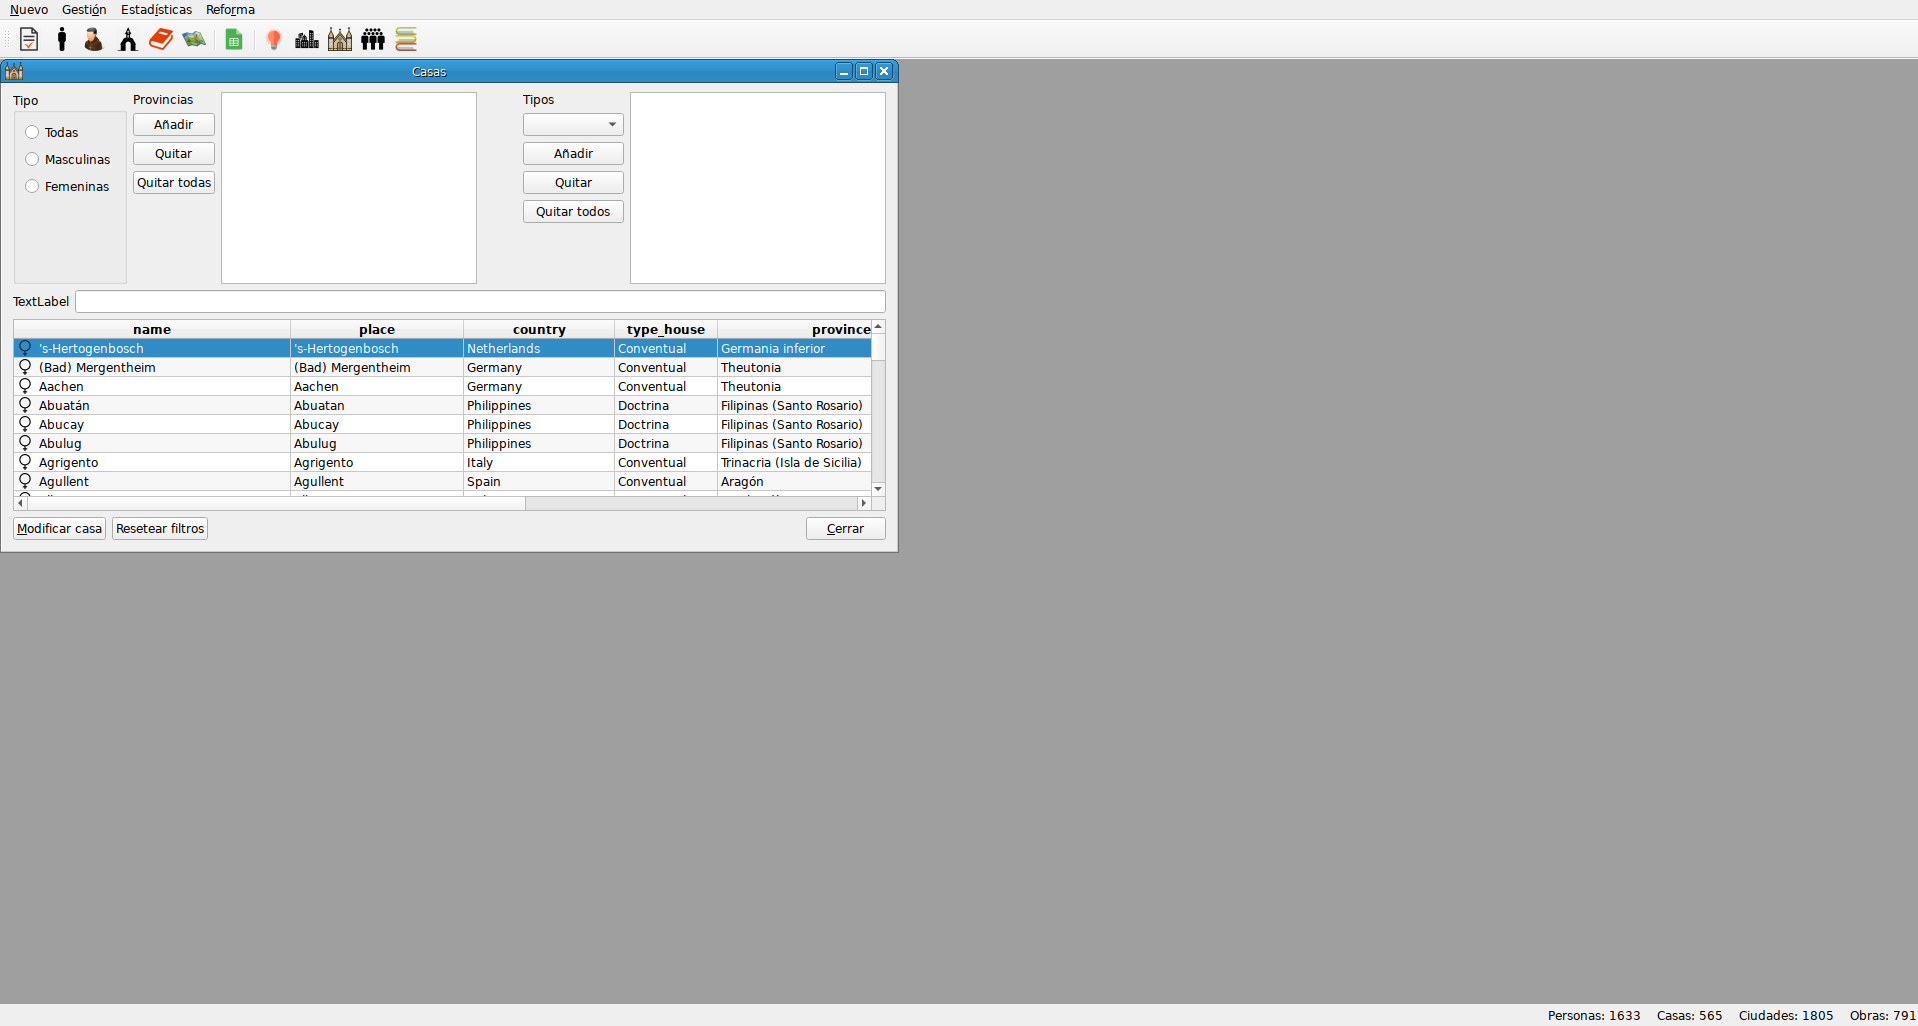 Nuevo Gestión Estadísticas Reforma
Casas
Tipo
Todas
Masculinas
Femeninas
Provincias
Añadir
Quitar
Quitar todas
Tipos
Añadir
Quitar
Quitar todos
TextLabel
name place country type_house province
's-Hertogenbosch 's-Hertogenbosch Netherlands Conventual Germania inferior
(Bad) Mergentheim (Bad) Mergentheim Germany Conventual Theutonia
Aachen Aachen Germany Conventual Theutonia
Abuatán Abuatan Philippines Doctrina Filipinas (Santo Rosario)
Abucay Abucay Philippines Doctrina Filipinas (Santo Rosario)
Abulug Abulug Philippines Doctrina Filipinas (Santo Rosario)
Agrigento Agrigento Italy Conventual Trinacria (Isla de Sicilia)
Agullent Agullent Spain Conventual Aragón
Modificar casa Resetear filtros Cerrar
Personas: 1633 Casas: 565 Ciudades: 1805 Obras: 791